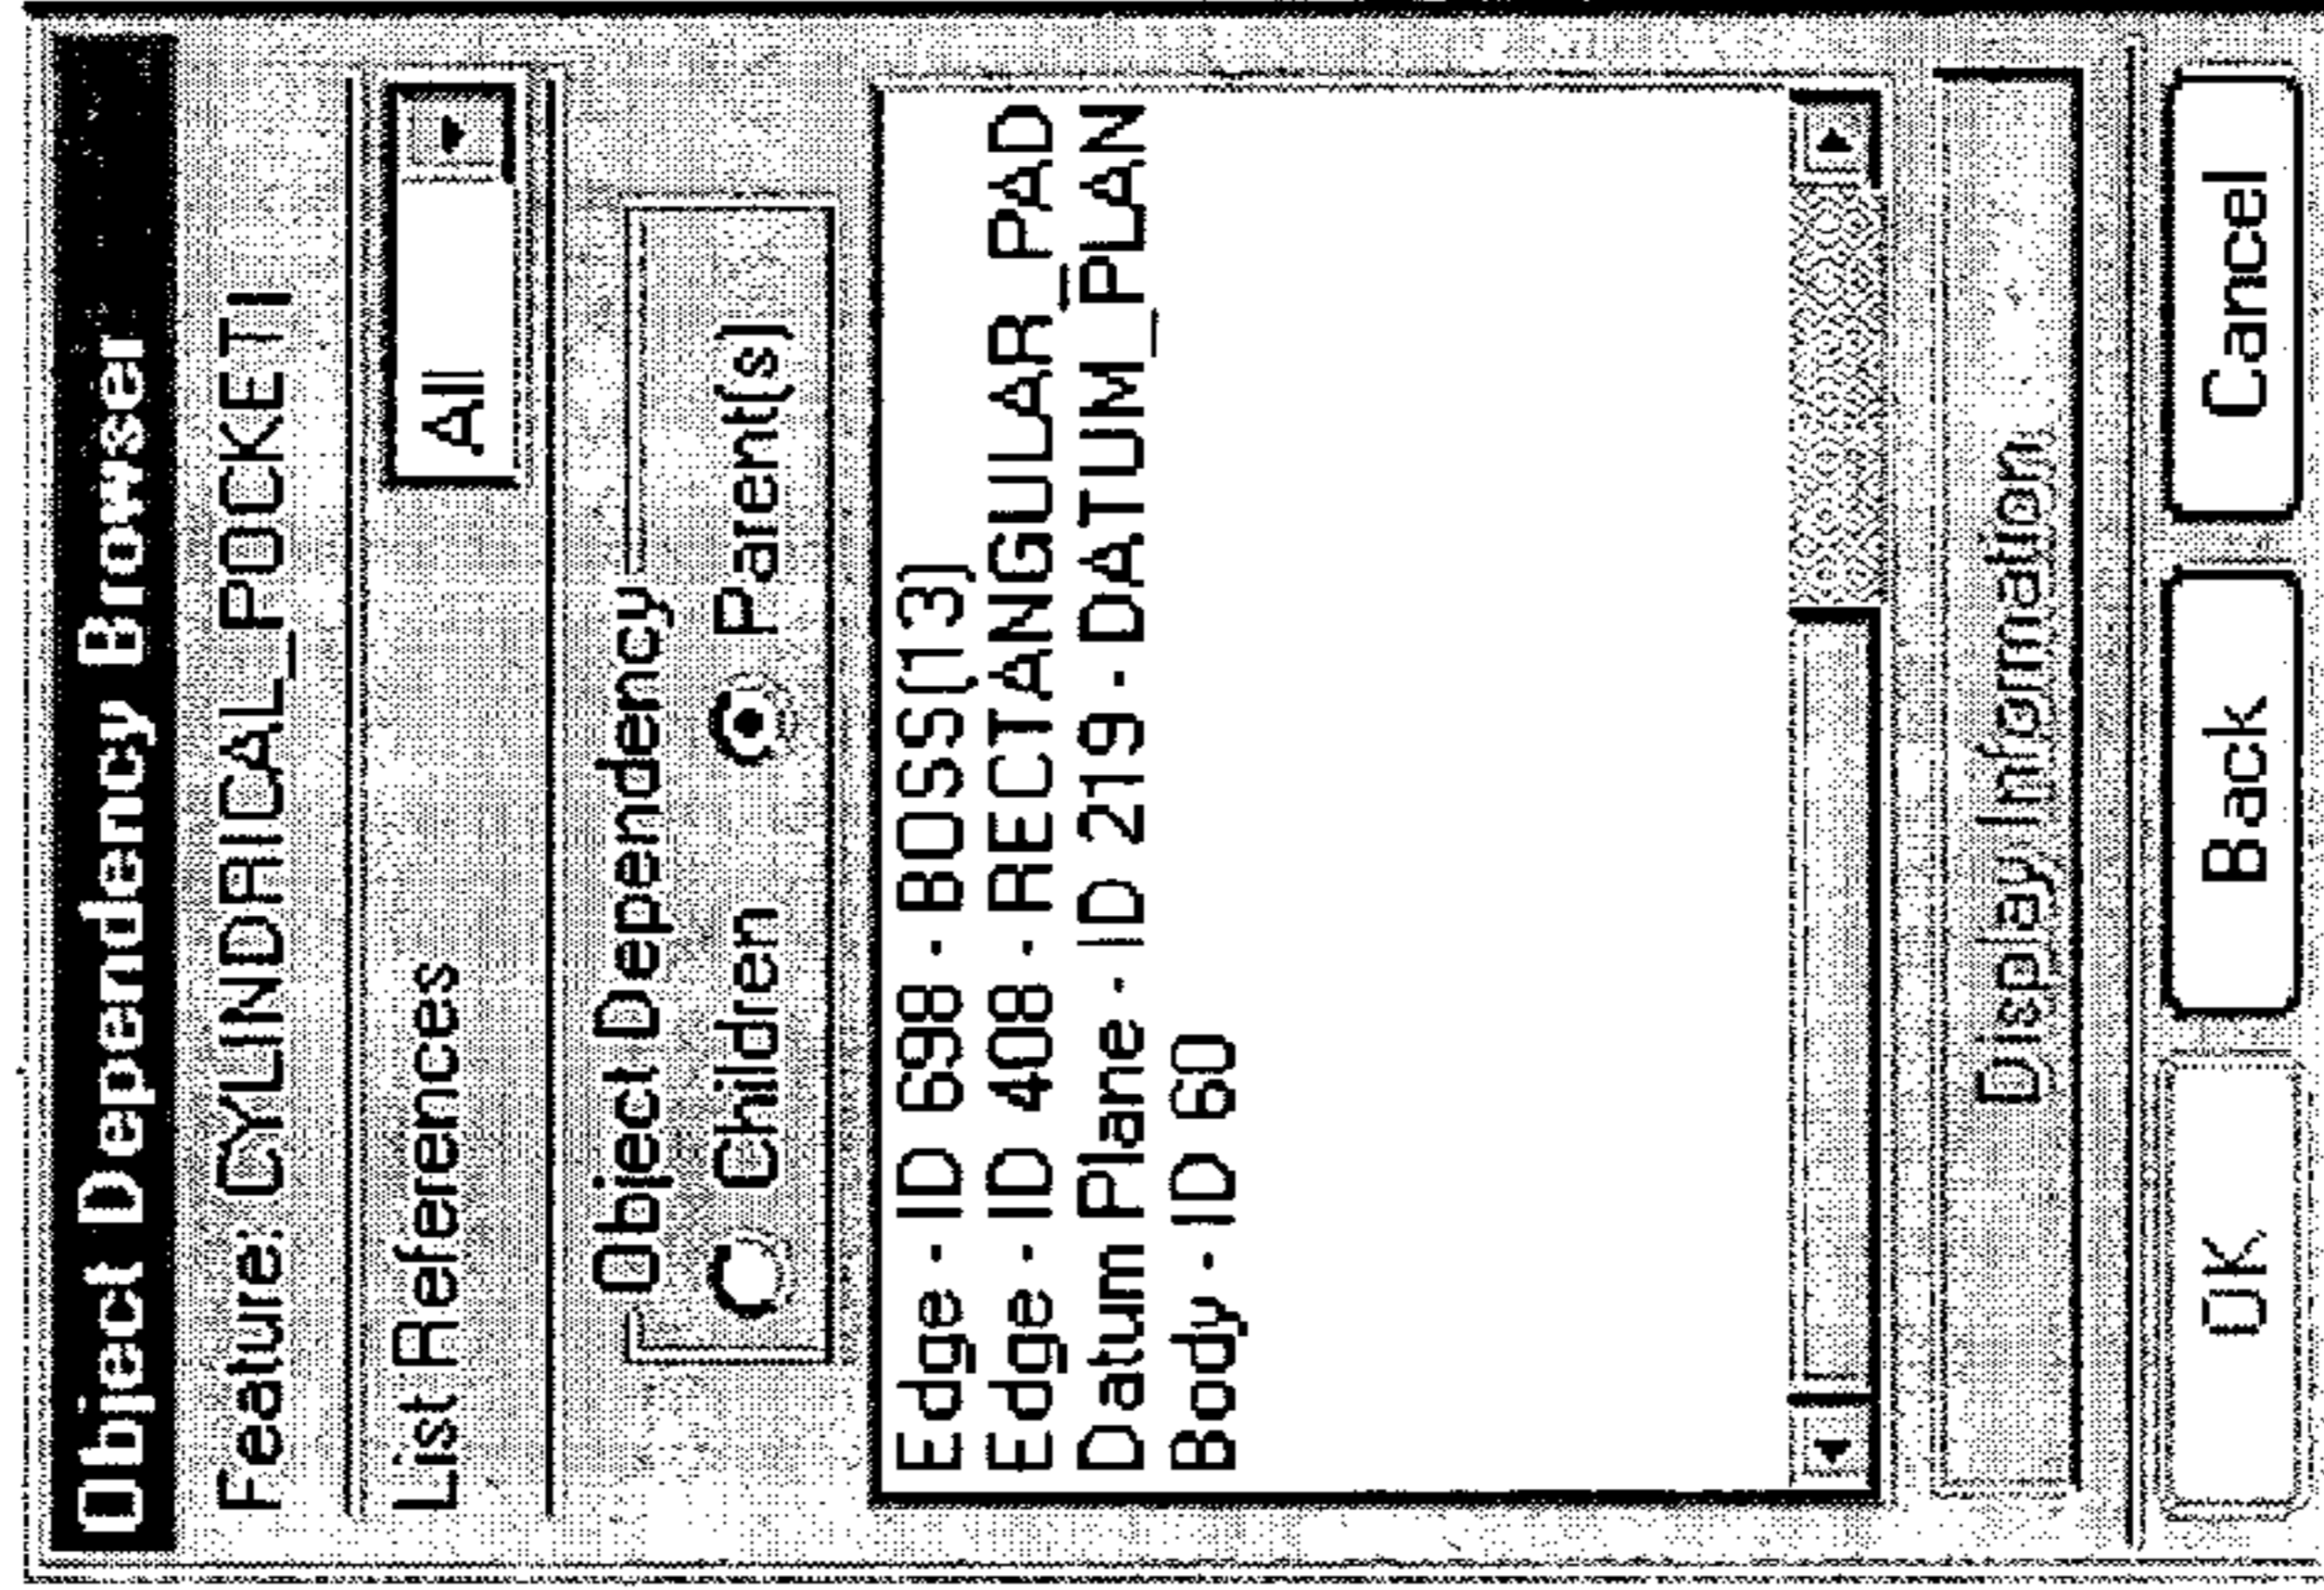 Object Dependency Browser
Feature: CYLINDRICAL_POCKET(
List References All
Object Dependency
Children Parent(s)
Edge - ID 698 - BOSS(13)
Edge - ID 408 - RECTANGULAR_PAD
Datum Plane - ID 219 - DATUM_PLAN
Body - ID 60
Display Information
OK Back Cancel